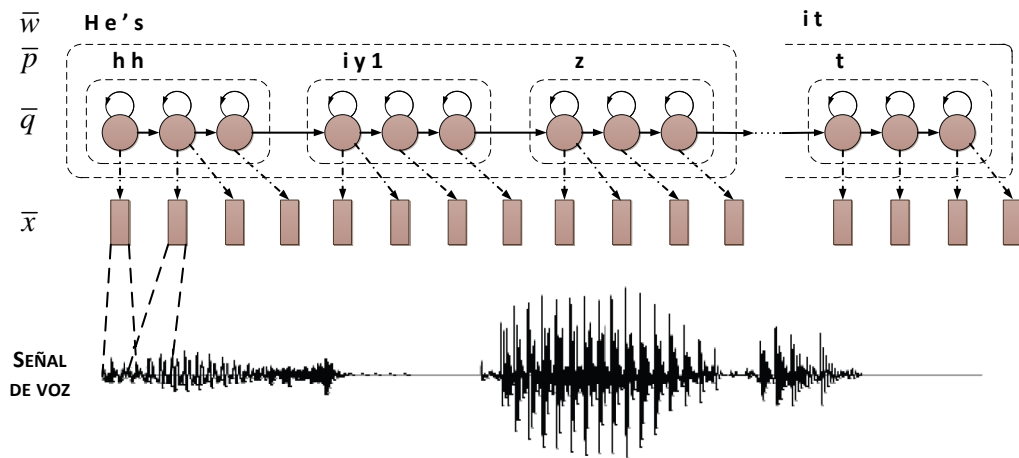 w̅ He's it
p̅ hh iy1 z t
q̅
x̅
SEÑAL
DE VOZ